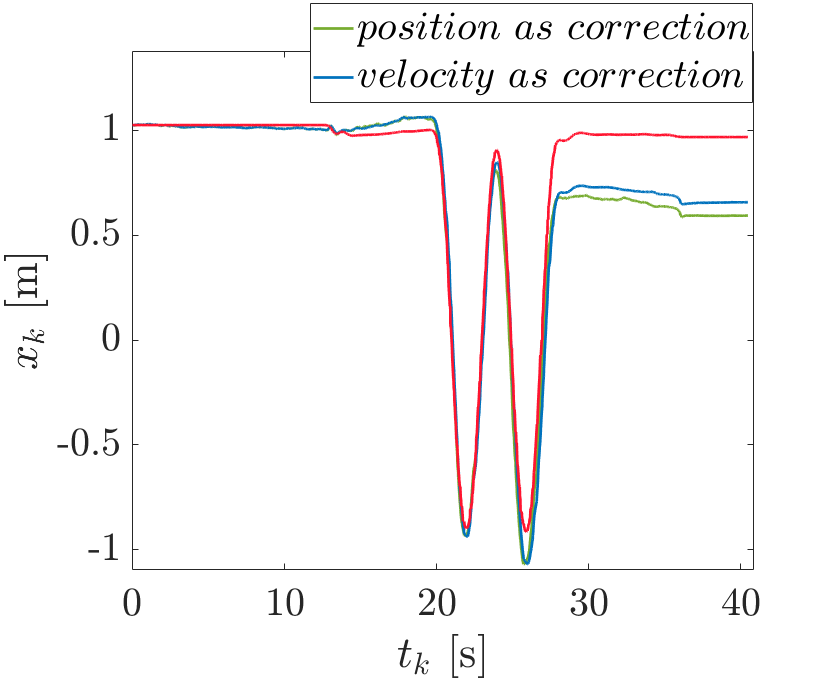 position as correction
velocity as correction
1
0.5
0
-0.5
-1
x_k [m]
0 10 20 30 40
t_k [s]